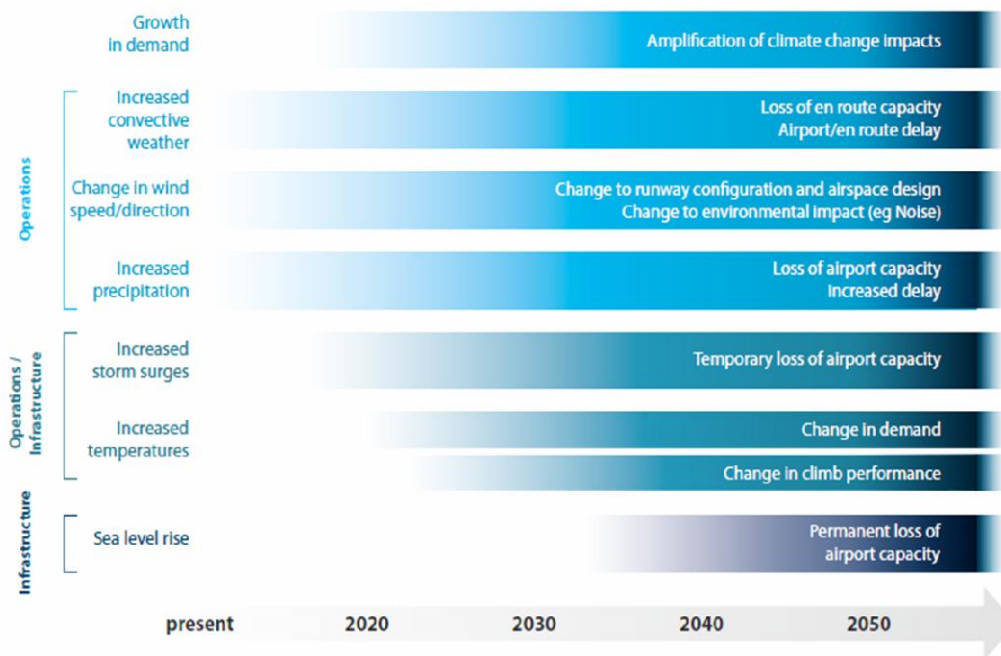 Growth
in demand
Amplification of climate change impacts
Operations
Increased
convective
weather
Loss of en route capacity
Airport/en route delay
Change in wind
speed/direction
Change to runway configuration and airspace design
Change to environmental impact (eg Noise)
Increased
precipitation
Loss of airport capacity
Increased delay
Operations /
Infrastructure
Increased
storm surges
Temporary loss of airport capacity
Increased
temperatures
Change in demand
Change in climb performance
Infrastructure
Sea level rise
Permanent loss of
airport capacity
present 2020 2030 2040 2050